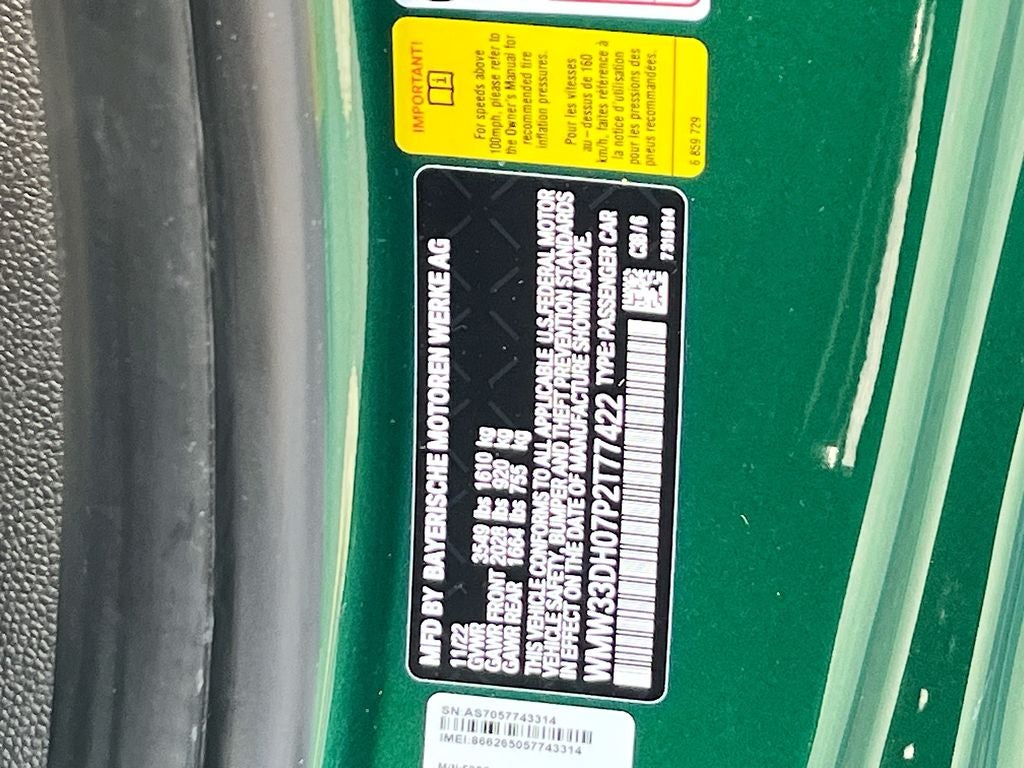 SN.AS7057743314
IMEI:866265057743314
MFD BY BAYERISCHE MOTOREN WERKE AG
11/22
GVWR 3549 lbs 1610 kg
GAWR FRONT 2028 lbs 920 kg
GAWR REAR 1664 lbs 755 kg
THIS VEHICLE CONFORMS TO ALL APPLICABLE U.S. FEDERAL MOTOR
VEHICLE SAFETY, BUMPER AND THEFT PREVENTION STANDARDS
IN EFFECT ON THE DATE OF MANUFACTURE SHOWN ABOVE.
WMW33DH07P2T77422 TYPE: PASSENGER CAR
IMPORTANT!
For speeds above
100mph, please refer to
the Owner's Manual for
recommended tire
inflation pressures.
Pour les vitesses
au – dessus de 160
km/h, faites référence à
la notice d'utilisation
pour les pressions des
pneus recommandées.
6 859 729